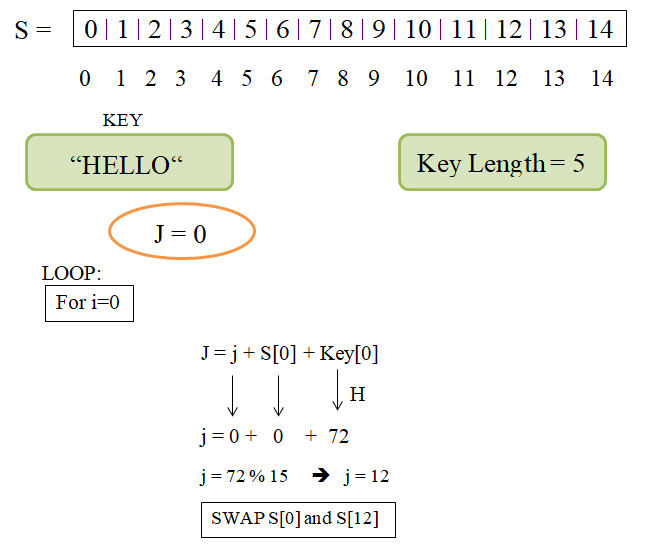 S = 0 | 1 | 2 | 3 | 4 | 5 | 6 | 7 | 8 | 9 | 10 | 11 | 12 | 13 | 14
0 1 2 3 4 5 6 7 8 9 10 11 12 13 14
KEY
“HELLO“ Key Length = 5
J = 0
LOOP:
For i=0
J = j + S[0] + Key[0]
H
j = 0 + 0 + 72
j = 72 % 15 ➔ j = 12
SWAP S[0] and S[12]